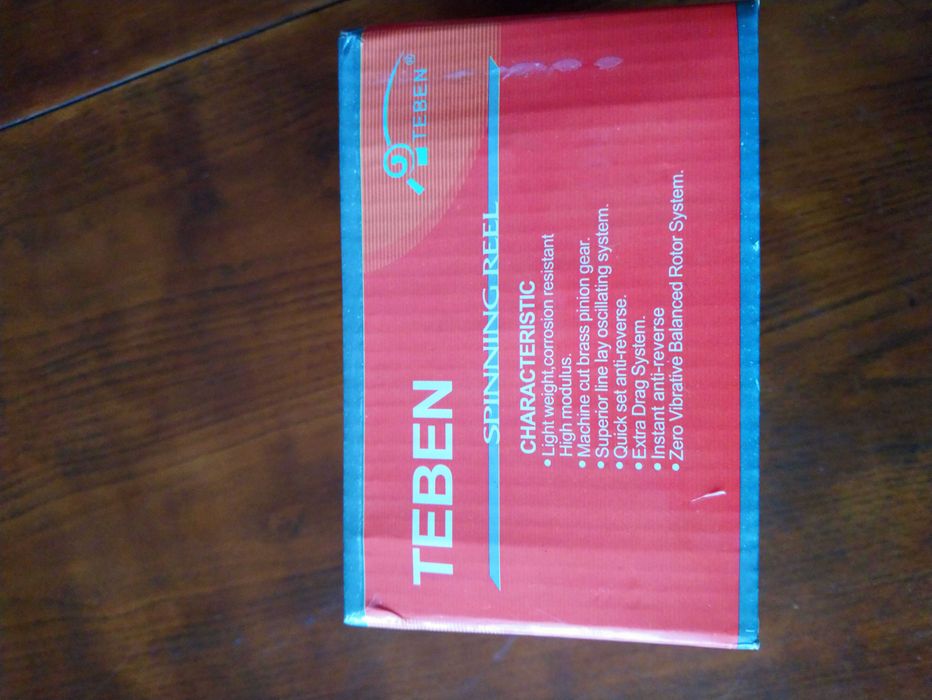 TEBEN®
TEBEN
SPINNING REEL
CHARACTERISTIC
• Light weight,corrosion resistant
High modulus.
• Machine cut brass pinion gear.
• Superior line lay oscillating system.
• Quick set anti-reverse.
• Extra Drag System.
• Instant anti-reverse
• Zero Vibrative Balanced Rotor System.